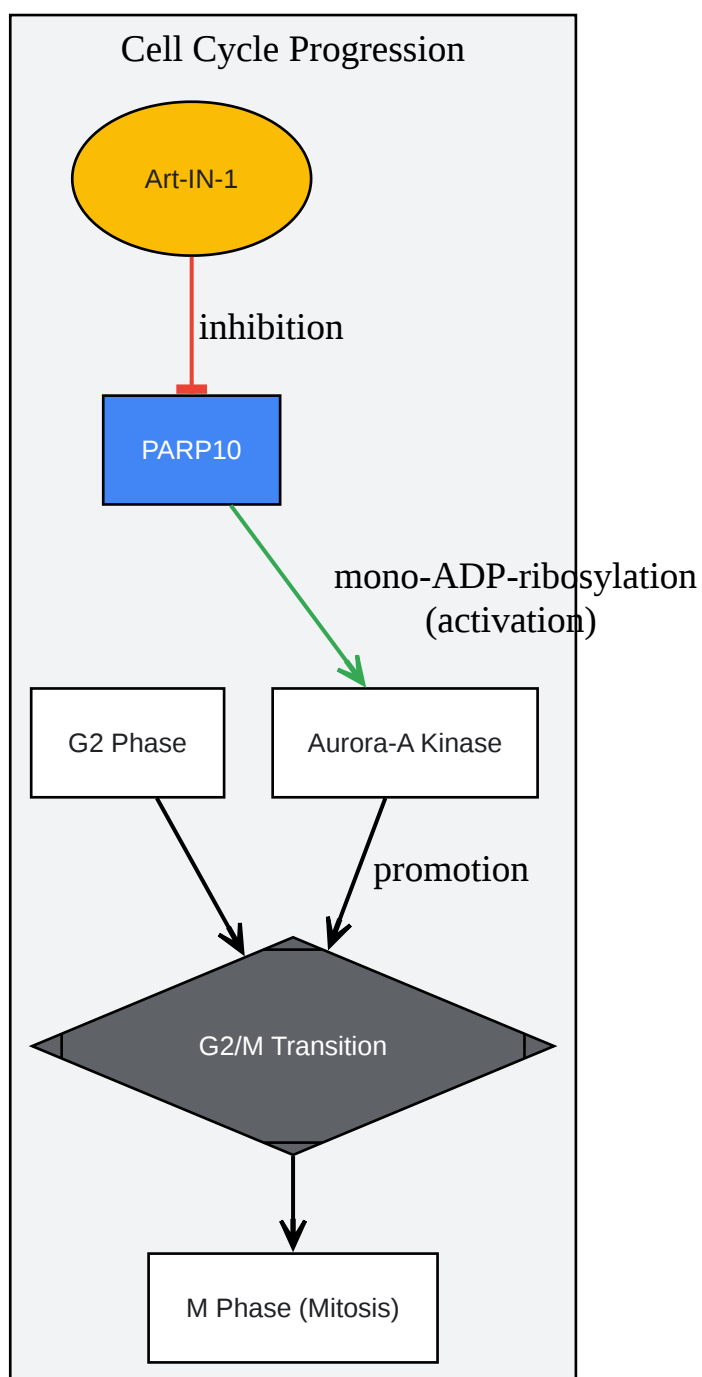 Cell Cycle Progression
Art-IN-1
inhibition
PARP10
mono-ADP-ribosylation
(activation)
G2 Phase
Aurora-A Kinase
promotion
G2/M Transition
M Phase (Mitosis)